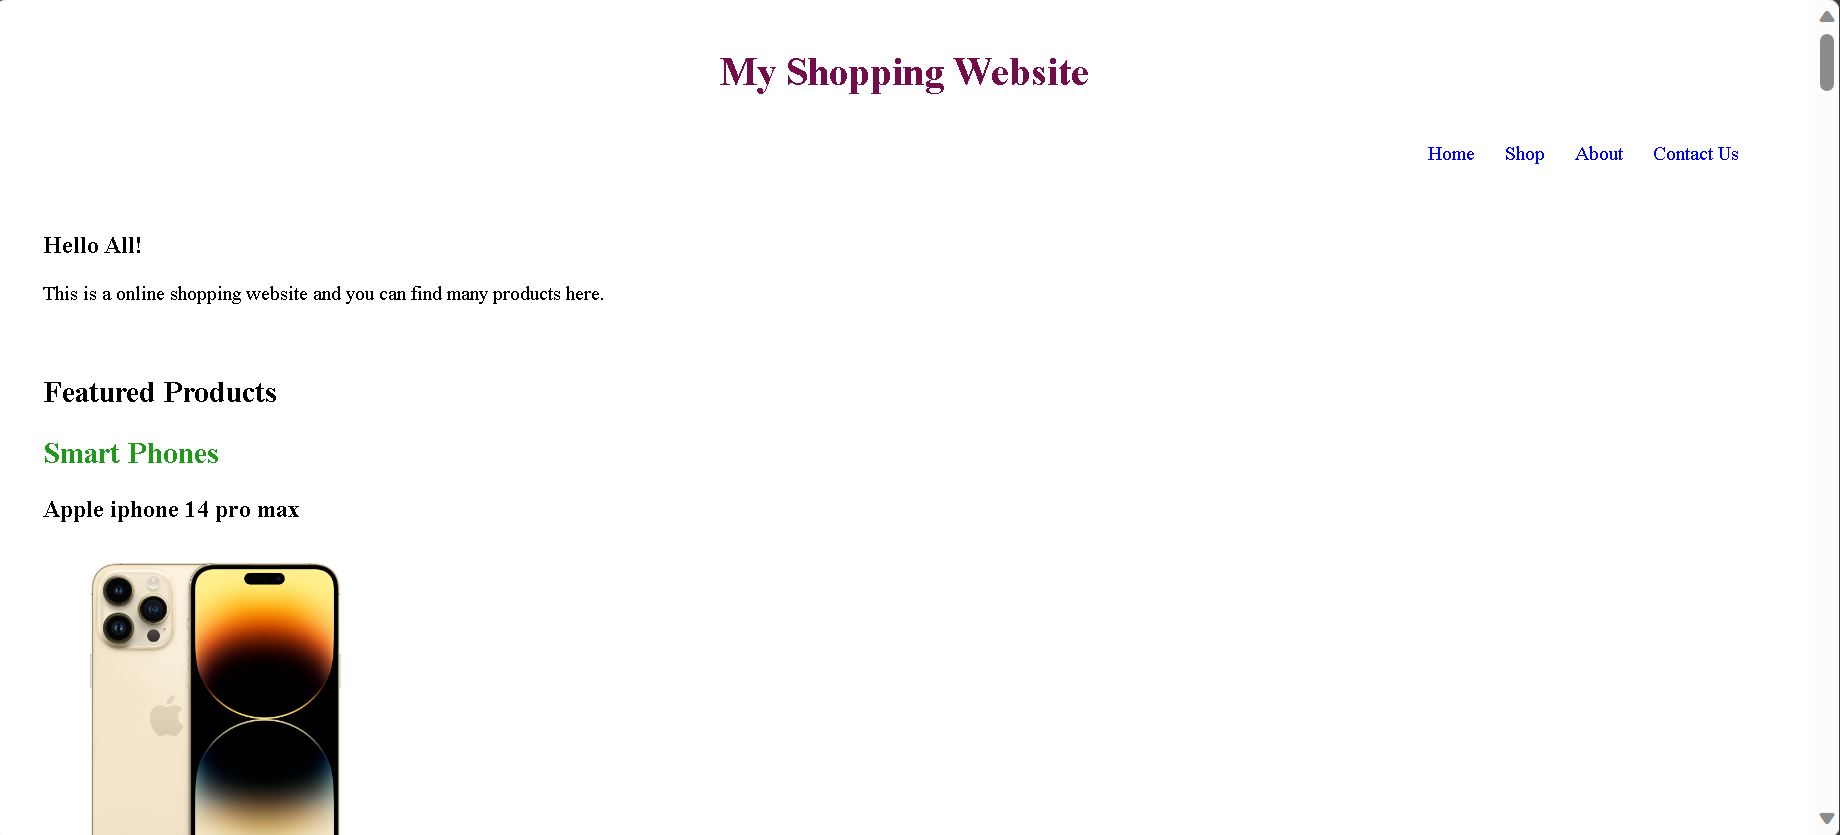 My Shopping Website
Home Shop About Contact Us
Hello All!
This is a online shopping website and you can find many products here.
Featured Products
Smart Phones
Apple iphone 14 pro max